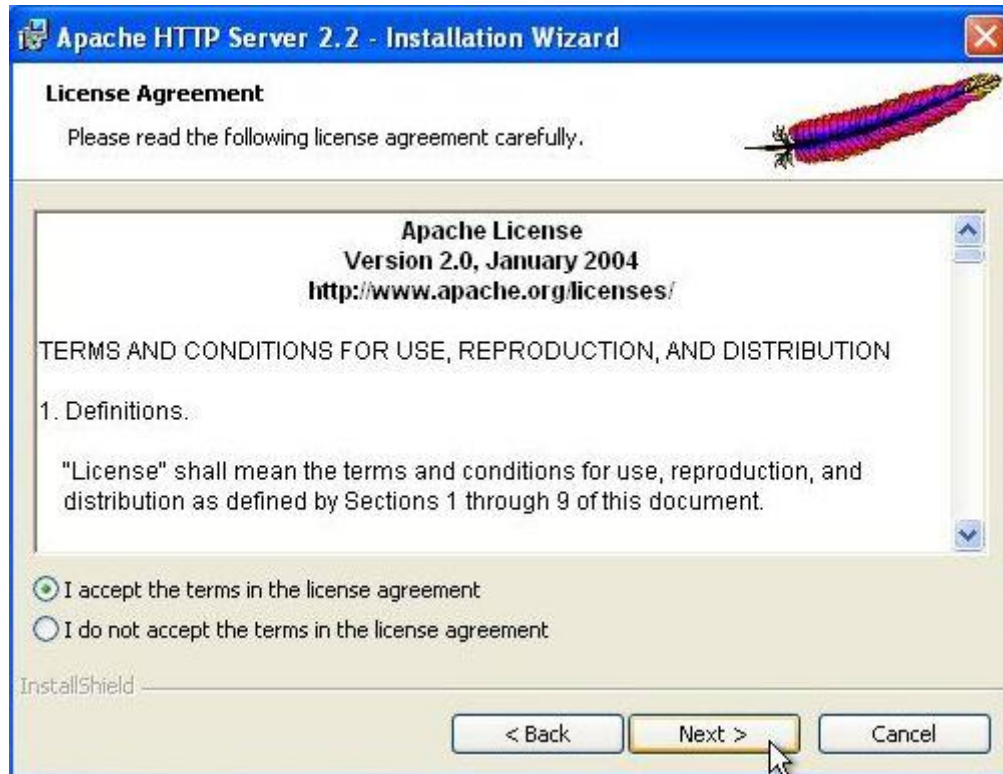 Apache HTTP Server 2.2 - Installation Wizard
License Agreement
Please read the following license agreement carefully.
Apache License
Version 2.0, January 2004
http://www.apache.org/licenses/
TERMS AND CONDITIONS FOR USE, REPRODUCTION, AND DISTRIBUTION
1. Definitions.
"License" shall mean the terms and conditions for use, reproduction, and
distribution as defined by Sections 1 through 9 of this document.
I accept the terms in the license agreement
I do not accept the terms in the license agreement
InstallShield
< Back Next > Cancel